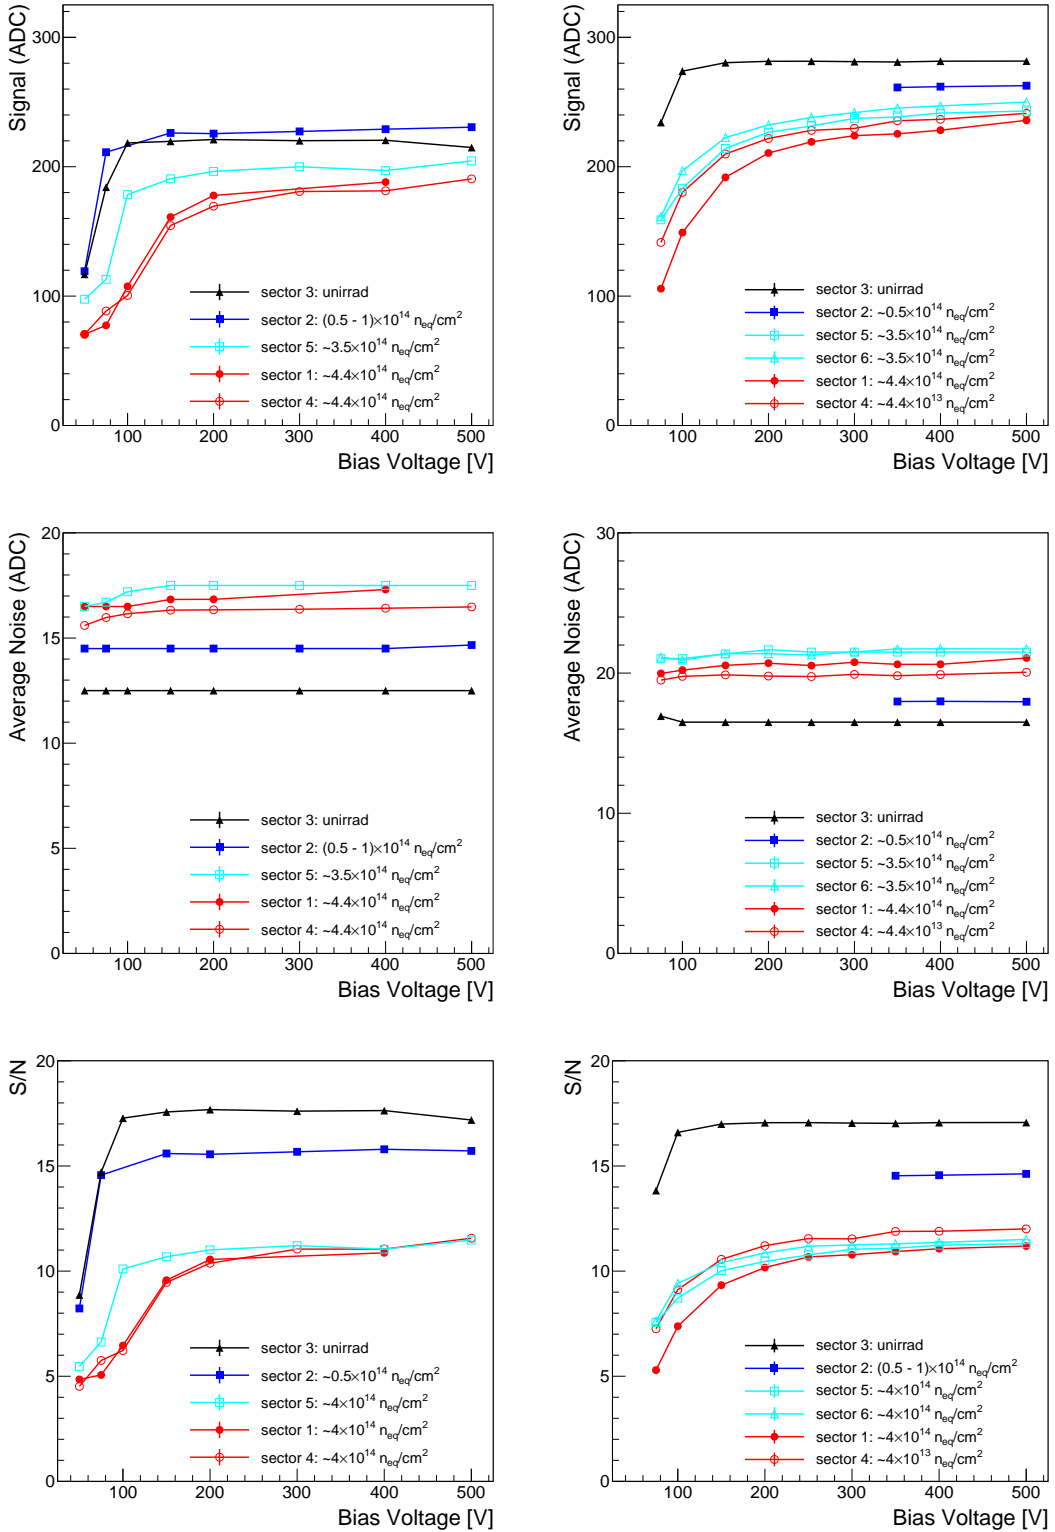 Signal (ADC)
300
200
100
0
sector 3: unirrad
sector 2: (0.5 - 1)×10^14 n_eq/cm^2
sector 5: ~3.5×10^14 n_eq/cm^2
sector 1: ~4.4×10^14 n_eq/cm^2
sector 4: ~4.4×10^14 n_eq/cm^2
100 200 300 400 500
Bias Voltage [V]
Signal (ADC)
300
200
100
0
sector 3: unirrad
sector 2: ~0.5×10^14 n_eq/cm^2
sector 5: ~3.5×10^14 n_eq/cm^2
sector 6: ~3.5×10^14 n_eq/cm^2
sector 1: ~4.4×10^14 n_eq/cm^2
sector 4: ~4.4×10^13 n_eq/cm^2
100 200 300 400 500
Bias Voltage [V]
Average Noise (ADC)
20
15
10
5
0
sector 3: unirrad
sector 2: (0.5 - 1)×10^14 n_eq/cm^2
sector 5: ~3.5×10^14 n_eq/cm^2
sector 1: ~4.4×10^14 n_eq/cm^2
sector 4: ~4.4×10^14 n_eq/cm^2
100 200 300 400 500
Bias Voltage [V]
Average Noise (ADC)
30
20
10
0
sector 3: unirrad
sector 2: ~0.5×10^14 n_eq/cm^2
sector 5: ~3.5×10^14 n_eq/cm^2
sector 6: ~3.5×10^14 n_eq/cm^2
sector 1: ~4.4×10^14 n_eq/cm^2
sector 4: ~4.4×10^13 n_eq/cm^2
100 200 300 400 500
Bias Voltage [V]
S/N
20
15
10
5
0
sector 3: unirrad
sector 2: ~0.5×10^14 n_eq/cm^2
sector 5: ~4×10^14 n_eq/cm^2
sector 1: ~4×10^14 n_eq/cm^2
sector 4: ~4×10^14 n_eq/cm^2
100 200 300 400 500
Bias Voltage [V]
S/N
20
15
10
5
0
sector 3: unirrad
sector 2: (0.5 - 1)×10^14 n_eq/cm^2
sector 5: ~4×10^14 n_eq/cm^2
sector 6: ~4×10^14 n_eq/cm^2
sector 1: ~4×10^14 n_eq/cm^2
sector 4: ~4×10^13 n_eq/cm^2
100 200 300 400 500
Bias Voltage [V]